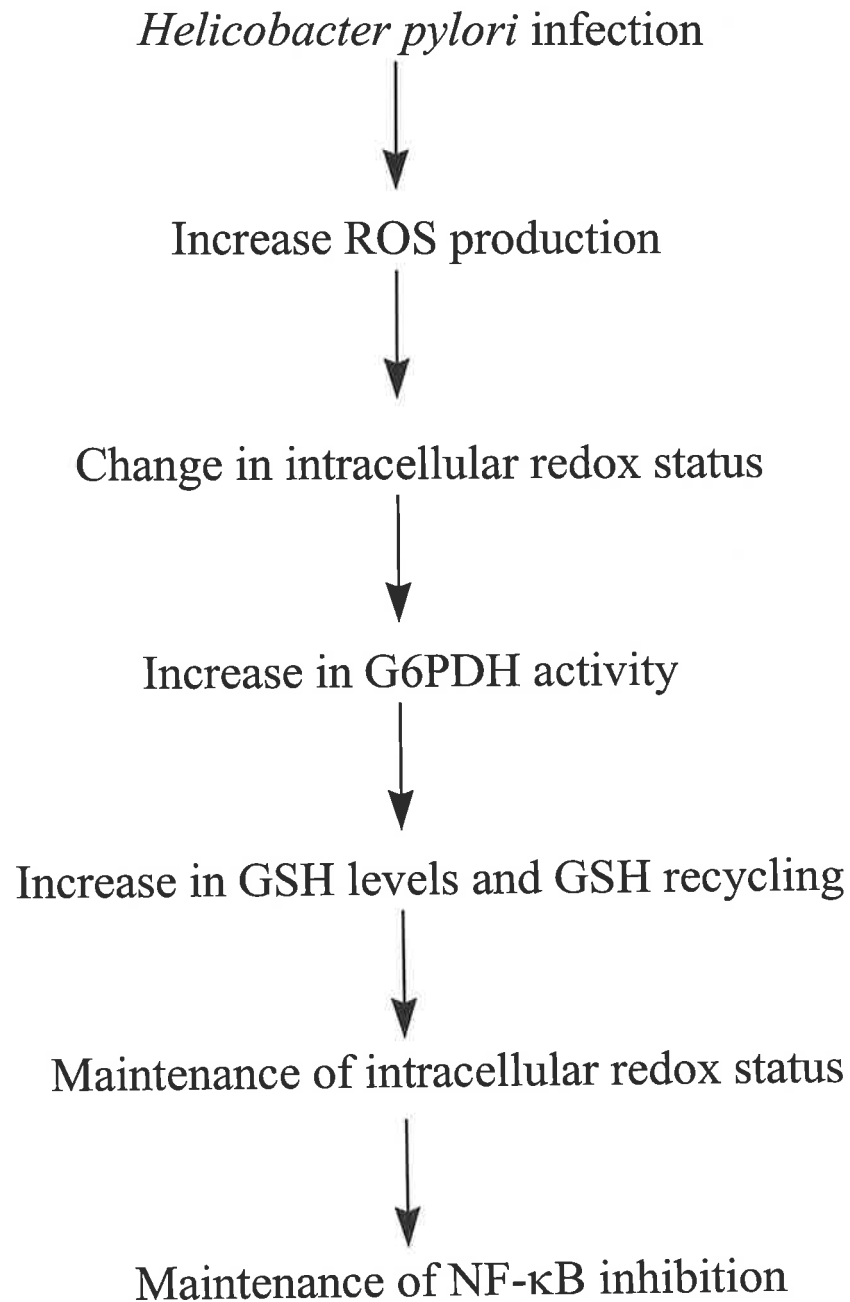 Helicobacter pylori infection
Increase ROS production
Change in intracellular redox status
Increase in G6PDH activity
Increase in GSH levels and GSH recycling
Maintenance of intracellular redox status
Maintenance of NF-κB inhibition